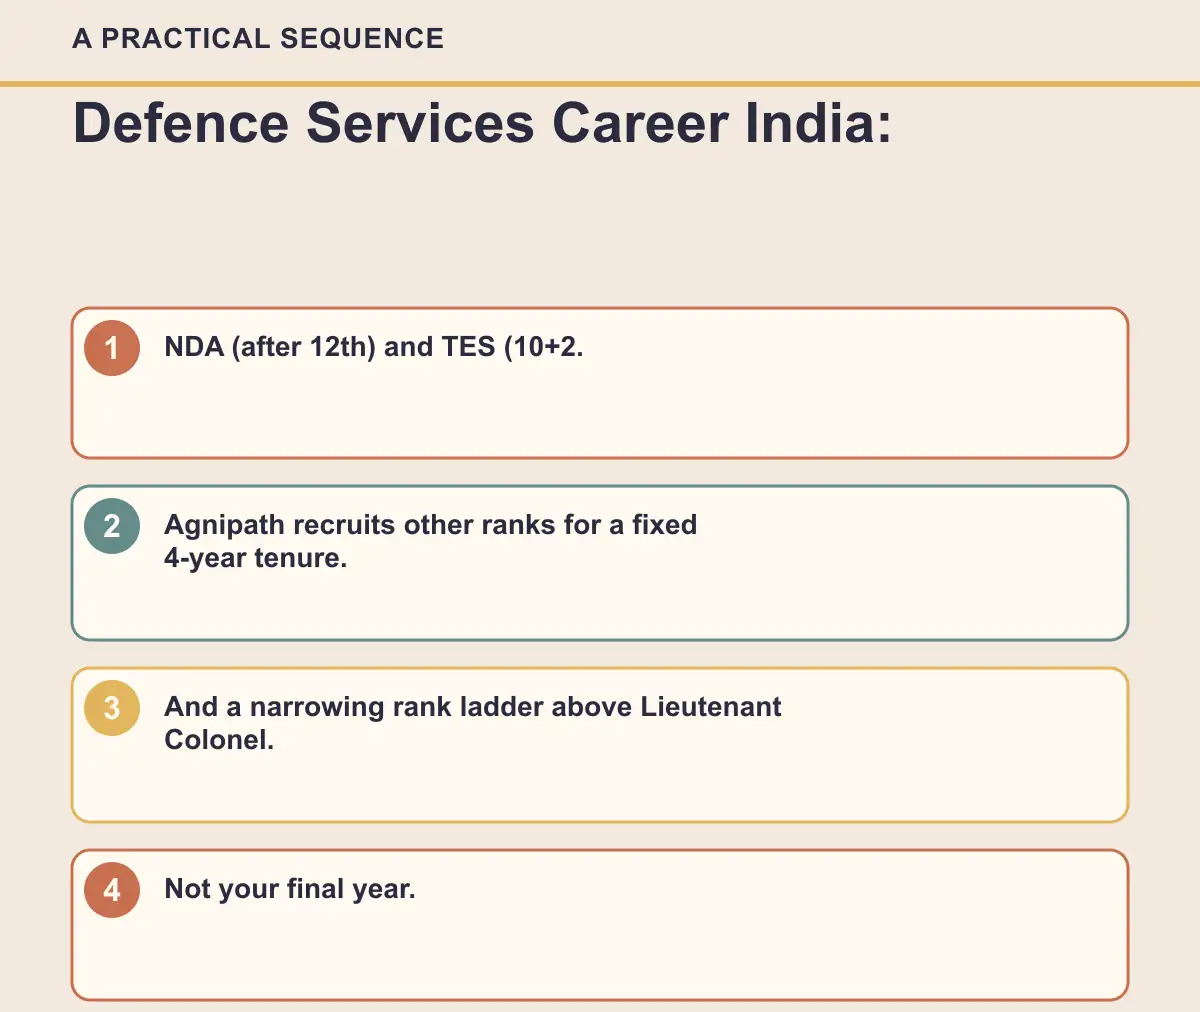 A PRACTICAL SEQUENCE
Defence Services Career India:
1
NDA (after 12th) and TES (10+2.
2
Agnipath recruits other ranks for a fixed
4-year tenure.
3
And a narrowing rank ladder above Lieutenant
Colonel.
4
Not your final year.